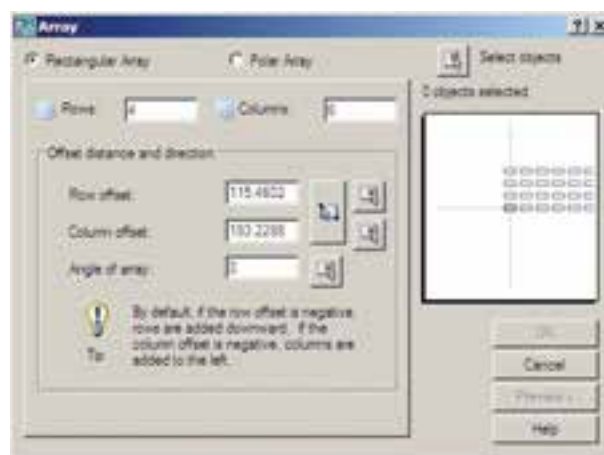 Array
Rectangular Array
Polar Array
Select objects
0 objects selected
Rows:
4
Columns:
Offset distance and direction
Row offset:
Column offset:
Angle of array:
0
Tip
By default, if the row offset is negative,
rows are added downward. If the
column offset is negative, columns are
added to the left.
OK
Cancel
Preview <
Help